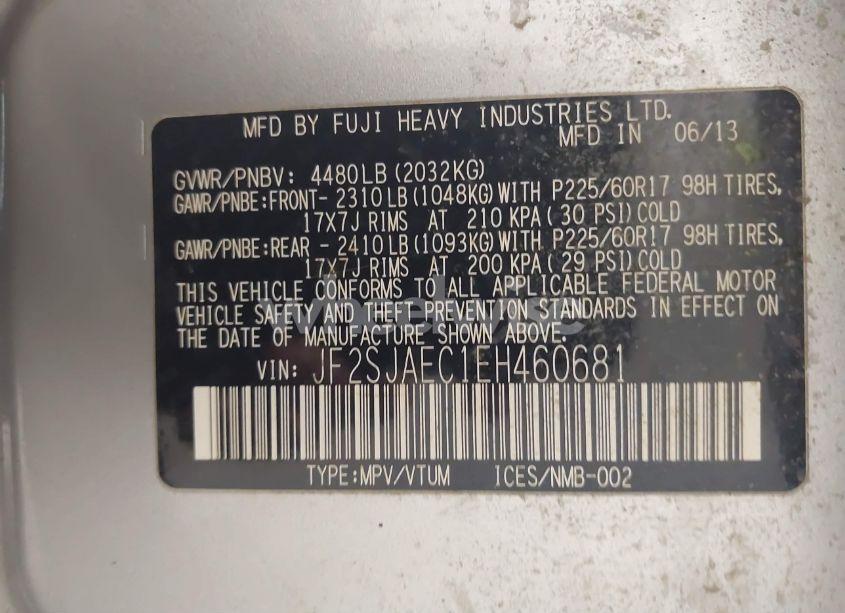 MFD BY FUJI HEAVY INDUSTRIES LTD.
MFD IN 06/13
GVWR/PNBV: 4480LB (2032KG)
GAWR/PNBE:FRONT- 2310LB (1048KG) WITH P225/60R17 98H TIRES,
17X7J RIMS AT 210 KPA ( 30 PSI) COLD
GAWR/PNBE:REAR - 2410LB (1093KG) WITH P225/60R17 98H TIRES,
17X7J RIMS AT 200 KPA ( 29 PSI) COLD
THIS VEHICLE CONFORMS TO ALL APPLICABLE FEDERAL MOTOR
VEHICLE SAFETY AND THEFT PREVENTION STANDARDS IN EFFECT ON
THE DATE OF MANUFACTURE SHOWN ABOVE.
VIN: JF2SJAEC1EH460681
TYPE:MPV/VTUM ICES/NMB-002